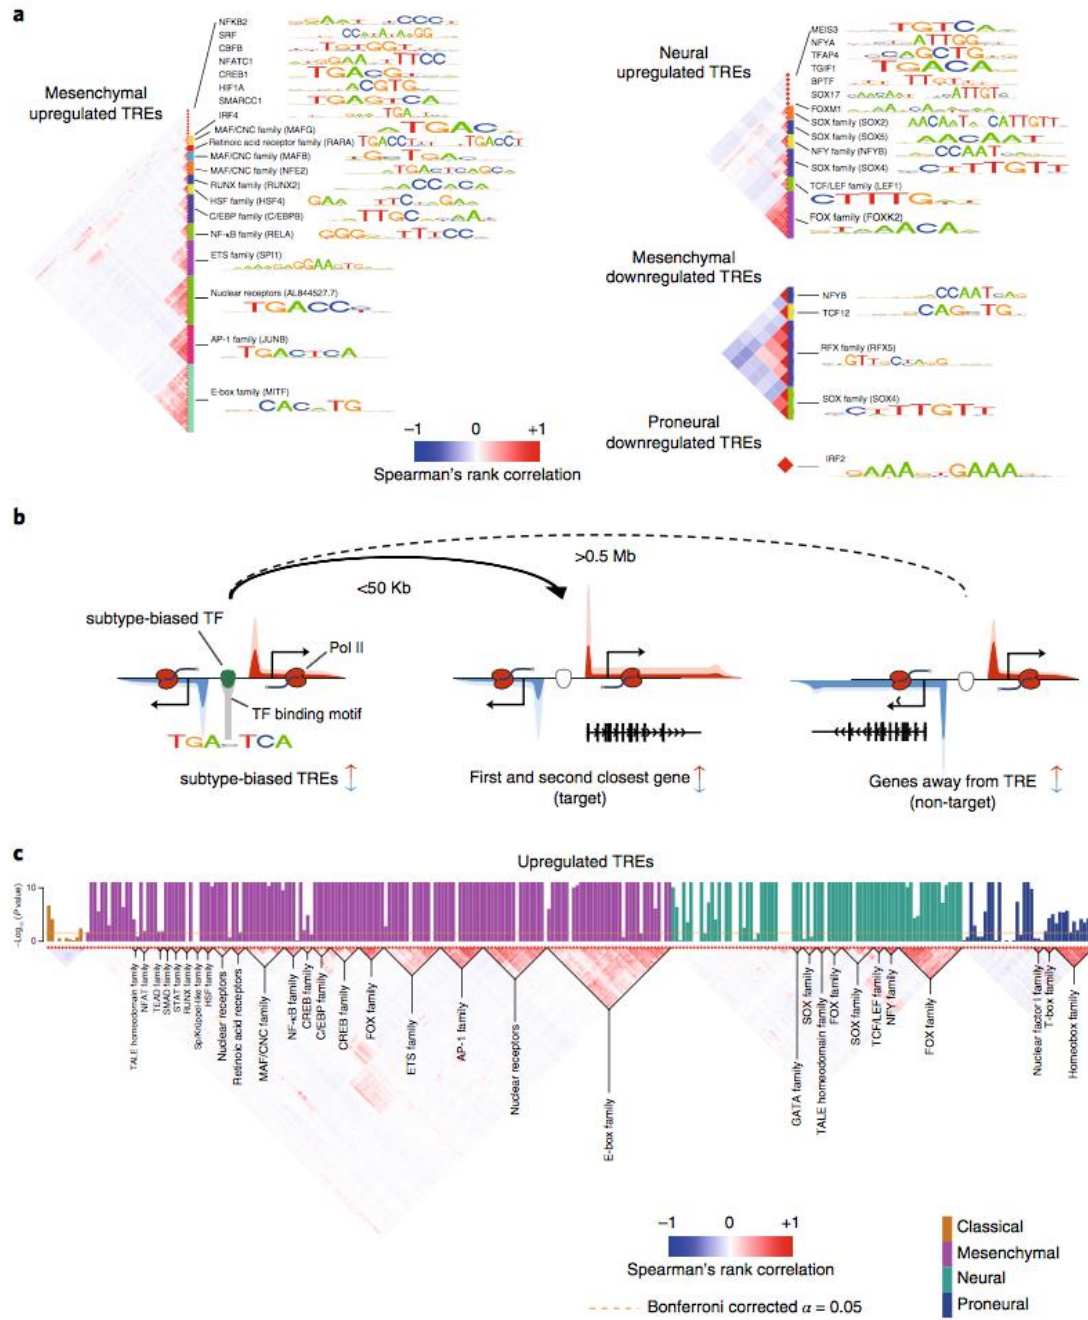 a
Mesenchymal
upregulated TREs
NFKB2
SRF
CBFB
NFATC1
CREB1
HIF1A
SMARCC1
IRF4
MAF/CNC family (MAFG)
Retinoic acid receptor family (RARA)
MAF/CNC family (MAFB)
MAF/CNC family (NFE2)
RUNX family (RUNX2)
HSF family (HSF4)
C/EBP family (C/EBPB)
NF-κB family (RELA)
ETS family (SPI1)
Nuclear receptors (AL844527.7)
TGACC
AP-1 family (JUNB)
TGACTCA
E-box family (MITF)
CAC TG
Neural
upregulated TREs
MEIS3
NFYA
TFAP4
TGIF1
BPTF
SOX17
FOXM1
SOX family (SOX2)
SOX family (SOX5)
NFY family (NFYB)
SOX family (SOX4)
TCF/LEF family (LEF1)
FOX family (FOXK2)
Mesenchymal
downregulated TREs
NFYB
TCF12
RFX family (RFX5)
SOX family (SOX4)
Proneural
downregulated TREs
IRF2
GAAA GAAA
−1 0 +1
Spearman's rank correlation
b
>0.5 Mb
<50 Kb
subtype-biased TF
Pol II
TF binding motif
TGA TCA
subtype-biased TREs
First and second closest gene
(target)
Genes away from TRE
(non-target)
c
Upregulated TREs
10
0
TALE homeodomain family
NFAT family
TEAD family
SMAD family
STAT family
RUNX family
Sp/Krüppel-like family
HSF family
Nuclear receptors
Retinoic acid receptors
MAF/CNC family
NF-κB family
CREB family
C/EBP family
CREB family
FOX family
ETS family
AP-1 family
Nuclear receptors
E-box family
GATA family
SOX family
TALE homeodomain family
FOX family
SOX family
TCF/LEF family
NFY family
FOX family
Nuclear factor I family
T-box family
Homeobox family
−1 0 +1
Spearman's rank correlation
Bonferroni corrected α = 0.05
Classical
Mesenchymal
Neural
Proneural